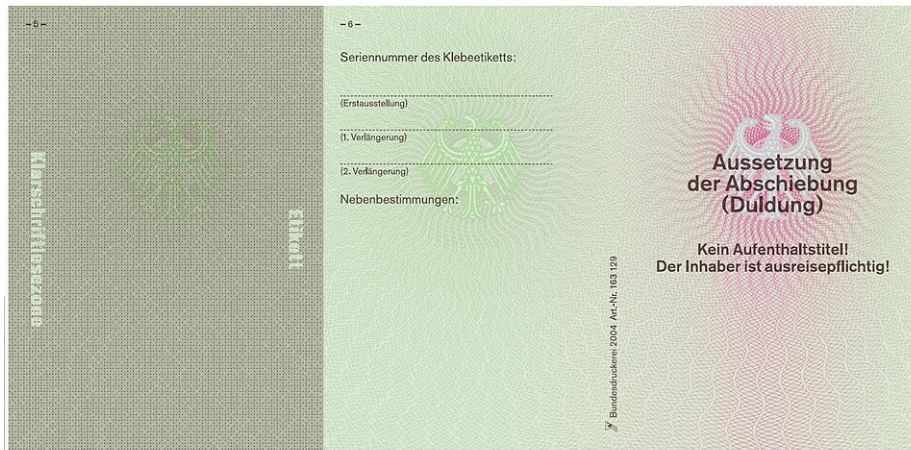 – 5 –
Klarschriftlesezone
Etikett
– 6 –
Seriennummer des Klebeetiketts:
(Erstausstellung)
(1. Verlängerung)
(2. Verlängerung)
Nebenbestimmungen:
Bundesdruckerei 2004 Art.-Nr. 163 129
Aussetzung
der Abschiebung
(Duldung)
Kein Aufenthaltstitel!
Der Inhaber ist ausreisepflichtig!